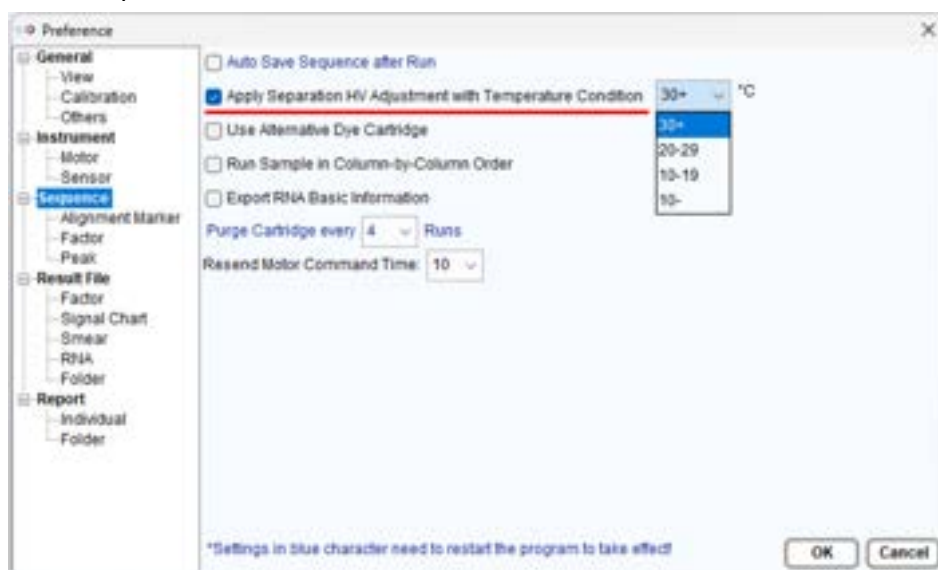 Preference
General
View
Calibration
Others
Instrument
Motor
Sensor
Sequence
Alignment Marker
Factor
Peak
Result File
Factor
Signal Chart
Smear
RNA
Folder
Report
Individual
Folder
Auto Save Sequence after Run
Apply Separation HV Adjustment with Temperature Condition 30+ °C
30+
20-29
10-19
10-
Use Alternative Dye Cartridge
Run Sample in Column-by-Column Order
Export RNA Basic Information
Purge Cartridge every 4 Runs
Resend Motor Command Time: 10
*Settings in blue character need to restart the program to take effect!
OK Cancel